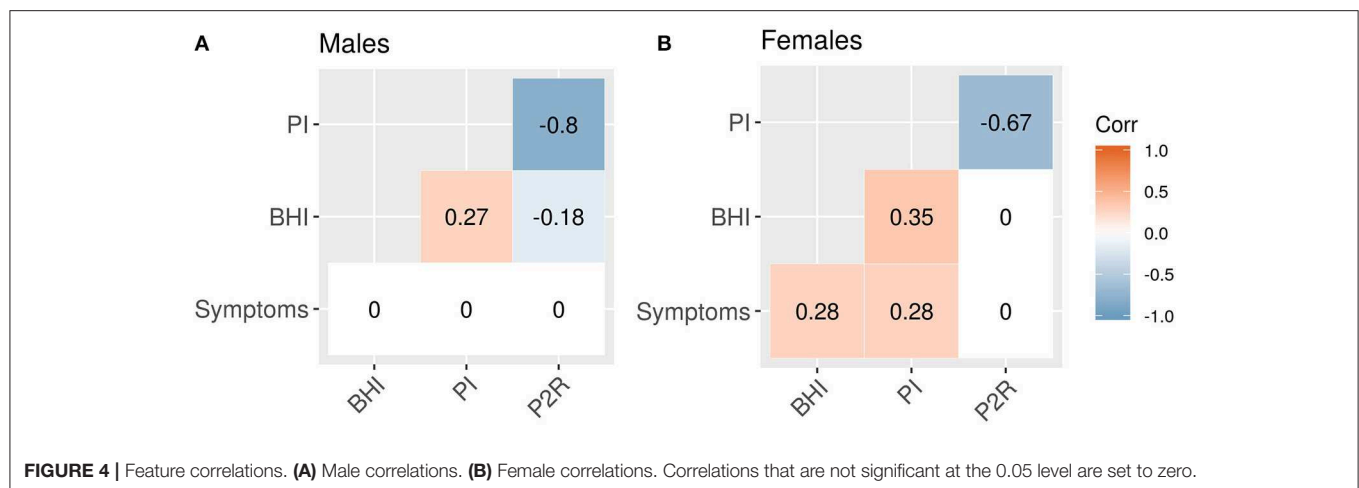 A Males
B Females
PI
-0.8
PI
-0.67
Corr
1.0
0.5
0.0
-0.5
-1.0
BHI
0.27 -0.18
BHI
0.35 0
Symptoms
0 0 0
Symptoms
0.28 0.28 0
BHI PI P2R
BHI PI P2R
FIGURE 4 | Feature correlations. (A) Male correlations. (B) Female correlations. Correlations that are not significant at the 0.05 level are set to zero.